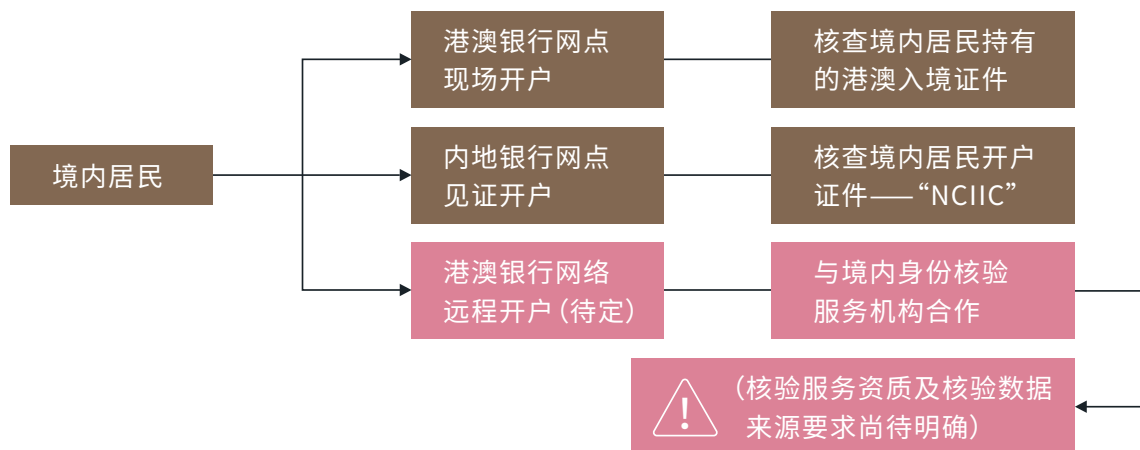 境内居民
港澳银行网点
现场开户
核查境内居民持有
的港澳入境证件
内地银行网点
见证开户
核查境内居民开户
证件——“NCIIC”
港澳银行网络
远程开户(待定)
与境内身份核验
服务机构合作
(核验服务资质及核验数据
来源要求尚待明确)